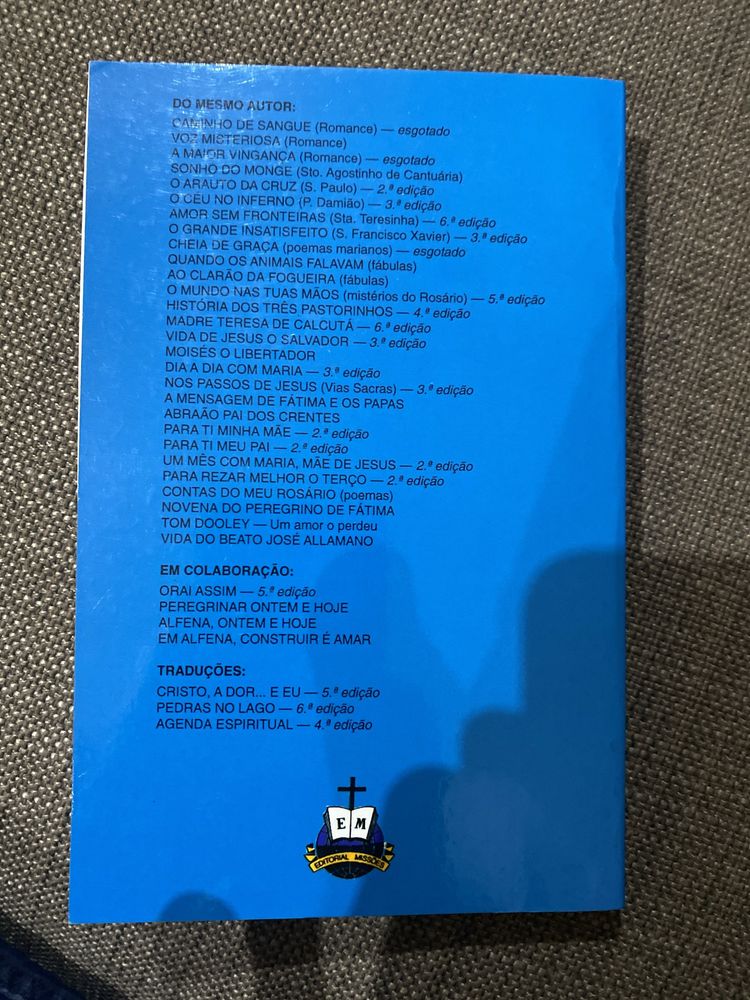 DO MESMO AUTOR:
CAMINHO DE SANGUE (Romance) — esgotado
VOZ MISTERIOSA (Romance)
A MAIOR VINGANÇA (Romance) — esgotado
SONHO DO MONGE (Sto. Agostinho de Cantuária)
O ARAUTO DA CRUZ (S. Paulo) — 2.ª edição
O CÉU NO INFERNO (P. Damião) — 3.ª edição
AMOR SEM FRONTEIRAS (Sta. Teresinha) — 6.ª edição
O GRANDE INSATISFEITO (S. Francisco Xavier) — 3.ª edição
CHEIA DE GRAÇA (poemas marianos) — esgotado
QUANDO OS ANIMAIS FALAVAM (fábulas)
AO CLARÃO DA FOGUEIRA (fábulas)
O MUNDO NAS TUAS MÃOS (mistérios do Rosário) — 5.ª edição
HISTÓRIA DOS TRÊS PASTORINHOS — 4.ª edição
MADRE TERESA DE CALCUTÁ — 6.ª edição
VIDA DE JESUS O SALVADOR — 3.ª edição
MOISÉS O LIBERTADOR
DIA A DIA COM MARIA — 3.ª edição
NOS PASSOS DE JESUS (Vias Sacras) — 3.ª edição
A MENSAGEM DE FÁTIMA E OS PAPAS
ABRAÃO PAI DOS CRENTES
PARA TI MINHA MÃE — 2.ª edição
PARA TI MEU PAI — 2.ª edição
UM MÊS COM MARIA, MÃE DE JESUS — 2.ª edição
PARA REZAR MELHOR O TERÇO — 2.ª edição
CONTAS DO MEU ROSÁRIO (poemas)
NOVENA DO PEREGRINO DE FÁTIMA
TOM DOOLEY — Um amor o perdeu
VIDA DO BEATO JOSÉ ALLAMANO
EM COLABORAÇÃO:
ORAI ASSIM — 5.ª edição
PEREGRINAR ONTEM E HOJE
ALFENA, ONTEM E HOJE
EM ALFENA, CONSTRUIR É AMAR
TRADUÇÕES:
CRISTO, A DOR... E EU — 5.ª edição
PEDRAS NO LAGO — 6.ª edição
AGENDA ESPIRITUAL — 4.ª edição
E M
EDITORIAL MISSÕES